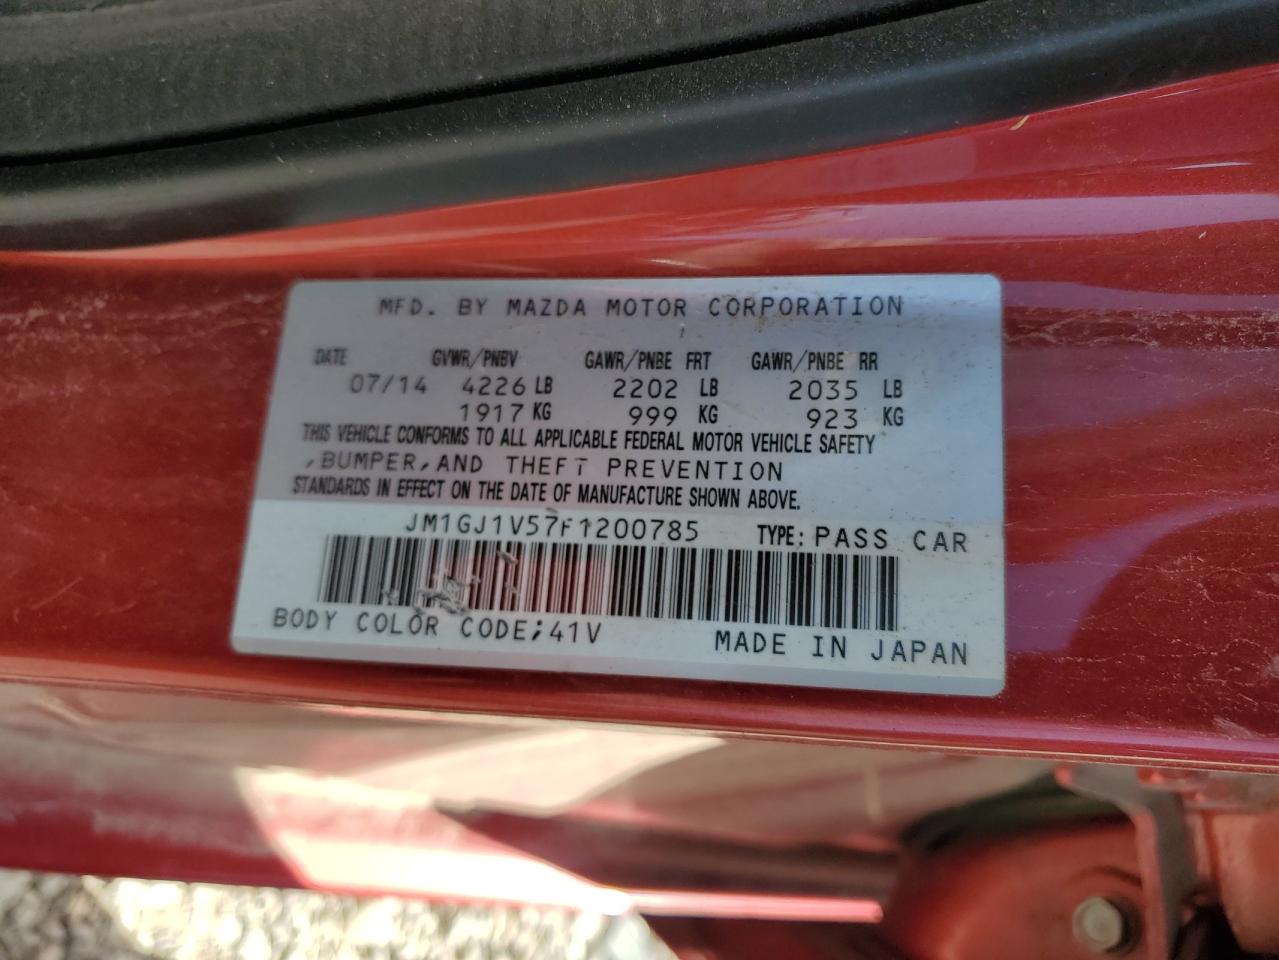 MFD. BY MAZDA MOTOR CORPORATION
DATE GVWR/PNBV GAWR/PNBE FRT GAWR/PNBE RR
07/14 4226 LB 2202 LB 2035 LB
1917 KG 999 KG 923 KG
THIS VEHICLE CONFORMS TO ALL APPLICABLE FEDERAL MOTOR VEHICLE SAFETY
,BUMPER,AND THEFT PREVENTION
STANDARDS IN EFFECT ON THE DATE OF MANUFACTURE SHOWN ABOVE.
JM1GJ1V57F1200785 TYPE: PASS CAR
BODY COLOR CODE;41V MADE IN JAPAN